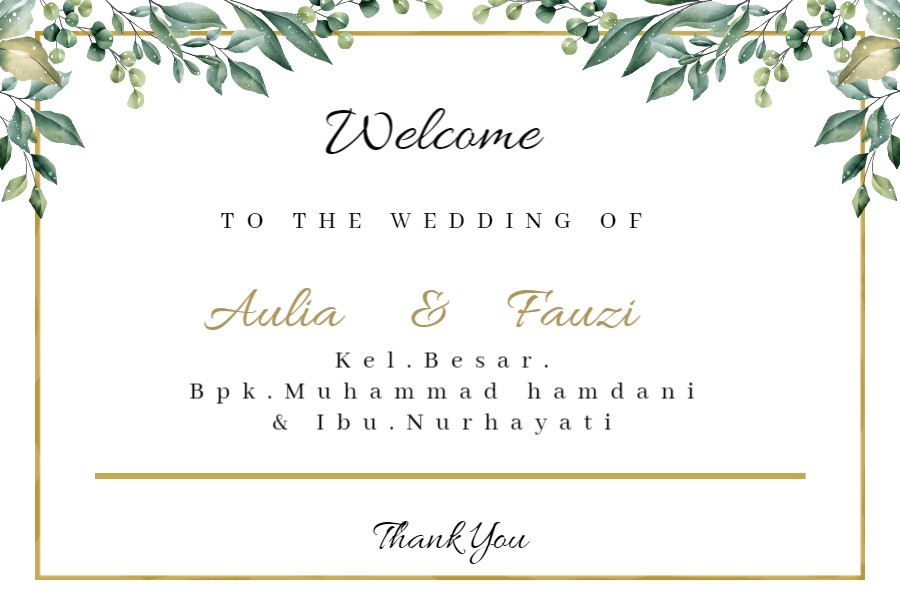 Welcome
TO THE WEDDING OF
Aulia & Fauzi
Kel.Besar.
Bpk.Muhammad hamdani
& Ibu.Nurhayati
Thank You